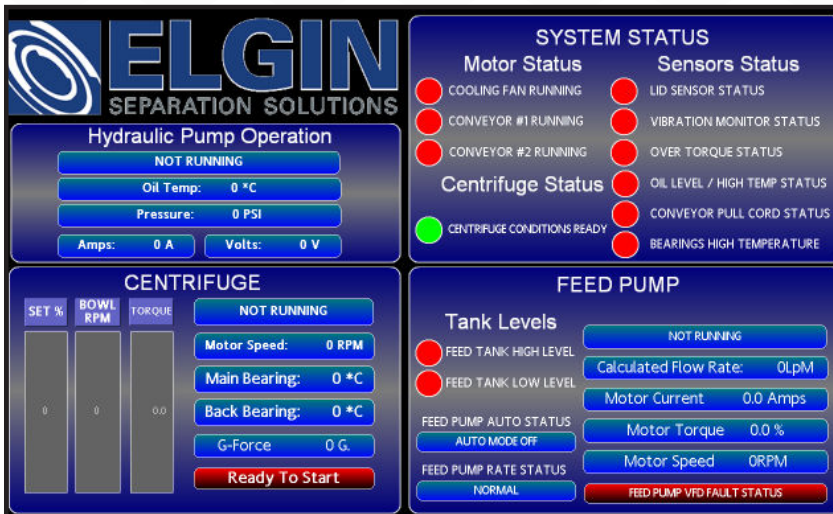 ELGIN
SEPARATION SOLUTIONS
Hydraulic Pump Operation
NOT RUNNING
Oil Temp: 0 *C
Pressure: 0 PSI
Amps: 0 A
Volts: 0 V
SYSTEM STATUS
Motor Status
COOLING FAN RUNNING
CONVEYOR #1 RUNNING
CONVEYOR #2 RUNNING
Centrifuge Status
CENTRIFUGE CONDITIONS READY
Sensors Status
LID SENSOR STATUS
VIBRATION MONITOR STATUS
OVER TORQUE STATUS
OIL LEVEL / HIGH TEMP STATUS
CONVEYOR PULL CORD STATUS
BEARINGS HIGH TEMPERATURE
CENTRIFUGE
SET %
BOWL
RPM
TORQUE
0
0
0.0
NOT RUNNING
Motor Speed: 0 RPM
Main Bearing: 0 *C
Back Bearing: 0 *C
G-Force 0 G.
Ready To Start
FEED PUMP
Tank Levels
FEED TANK HIGH LEVEL
FEED TANK LOW LEVEL
FEED PUMP AUTO STATUS
AUTO MODE OFF
FEED PUMP RATE STATUS
NORMAL
NOT RUNNING
Calculated Flow Rate: 0LpM
Motor Current 0.0 Amps
Motor Torque 0.0 %
Motor Speed 0RPM
FEED PUMP VFD FAULT STATUS